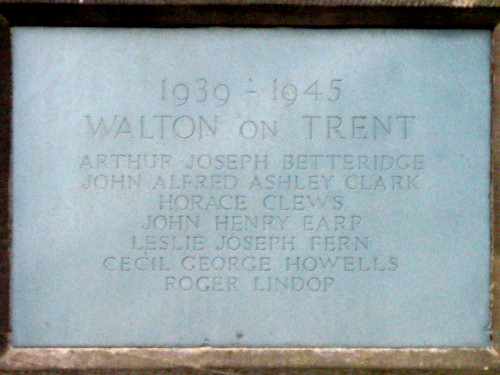 1939 - 1945
WALTON ON TRENT
ARTHUR JOSEPH BETTERIDGE
JOHN ALFRED ASHLEY CLARK
HORACE CLEWS
JOHN HENRY EARP
LESLIE JOSEPH FERN
CECIL GEORGE HOWELLS
ROGER LINDOP